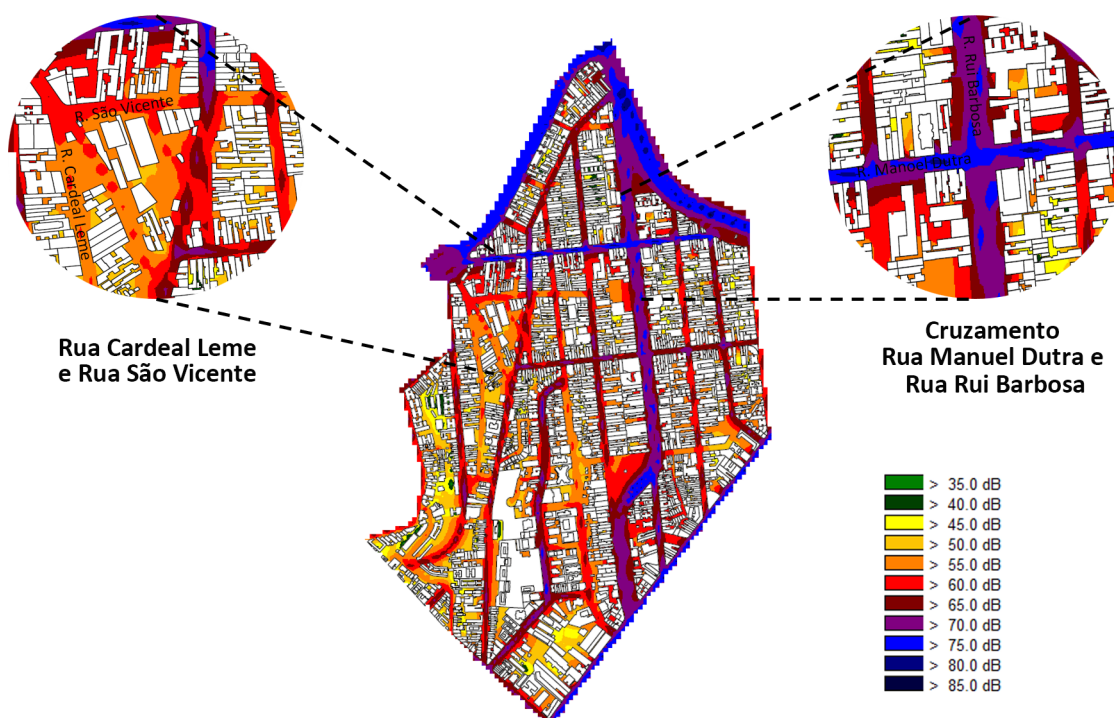 R. São Vicente
R. Cardeal Leme
Rua Cardeal Leme
e Rua São Vicente
R. Rui Barbosa
R. Manoel Dutra
Cruzamento
Rua Manuel Dutra e
Rua Rui Barbosa
> 35.0 dB
> 40.0 dB
> 45.0 dB
> 50.0 dB
> 55.0 dB
> 60.0 dB
> 65.0 dB
> 70.0 dB
> 75.0 dB
> 80.0 dB
> 85.0 dB